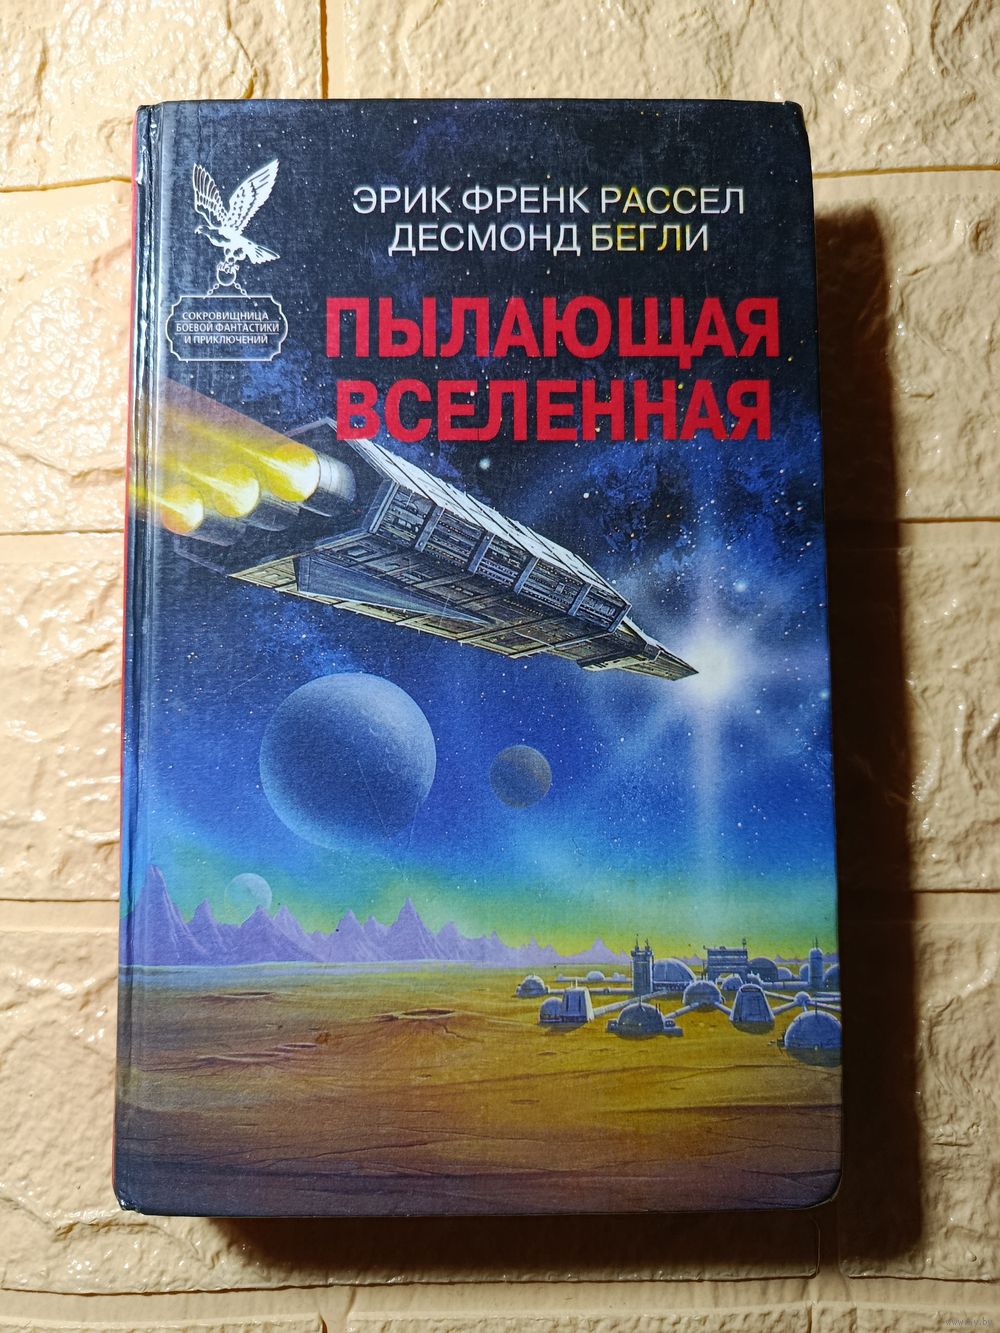 ЭРИК ФРЕНК РАССЕЛ
ДЕСМОНД БЕГЛИ
ПЫЛАЮЩАЯ
ВСЕЛЕННАЯ
СОКРОВИЩНИЦА
БОЕВОЙ ФАНТАСТИКИ
И ПРИКЛЮЧЕНИЙ